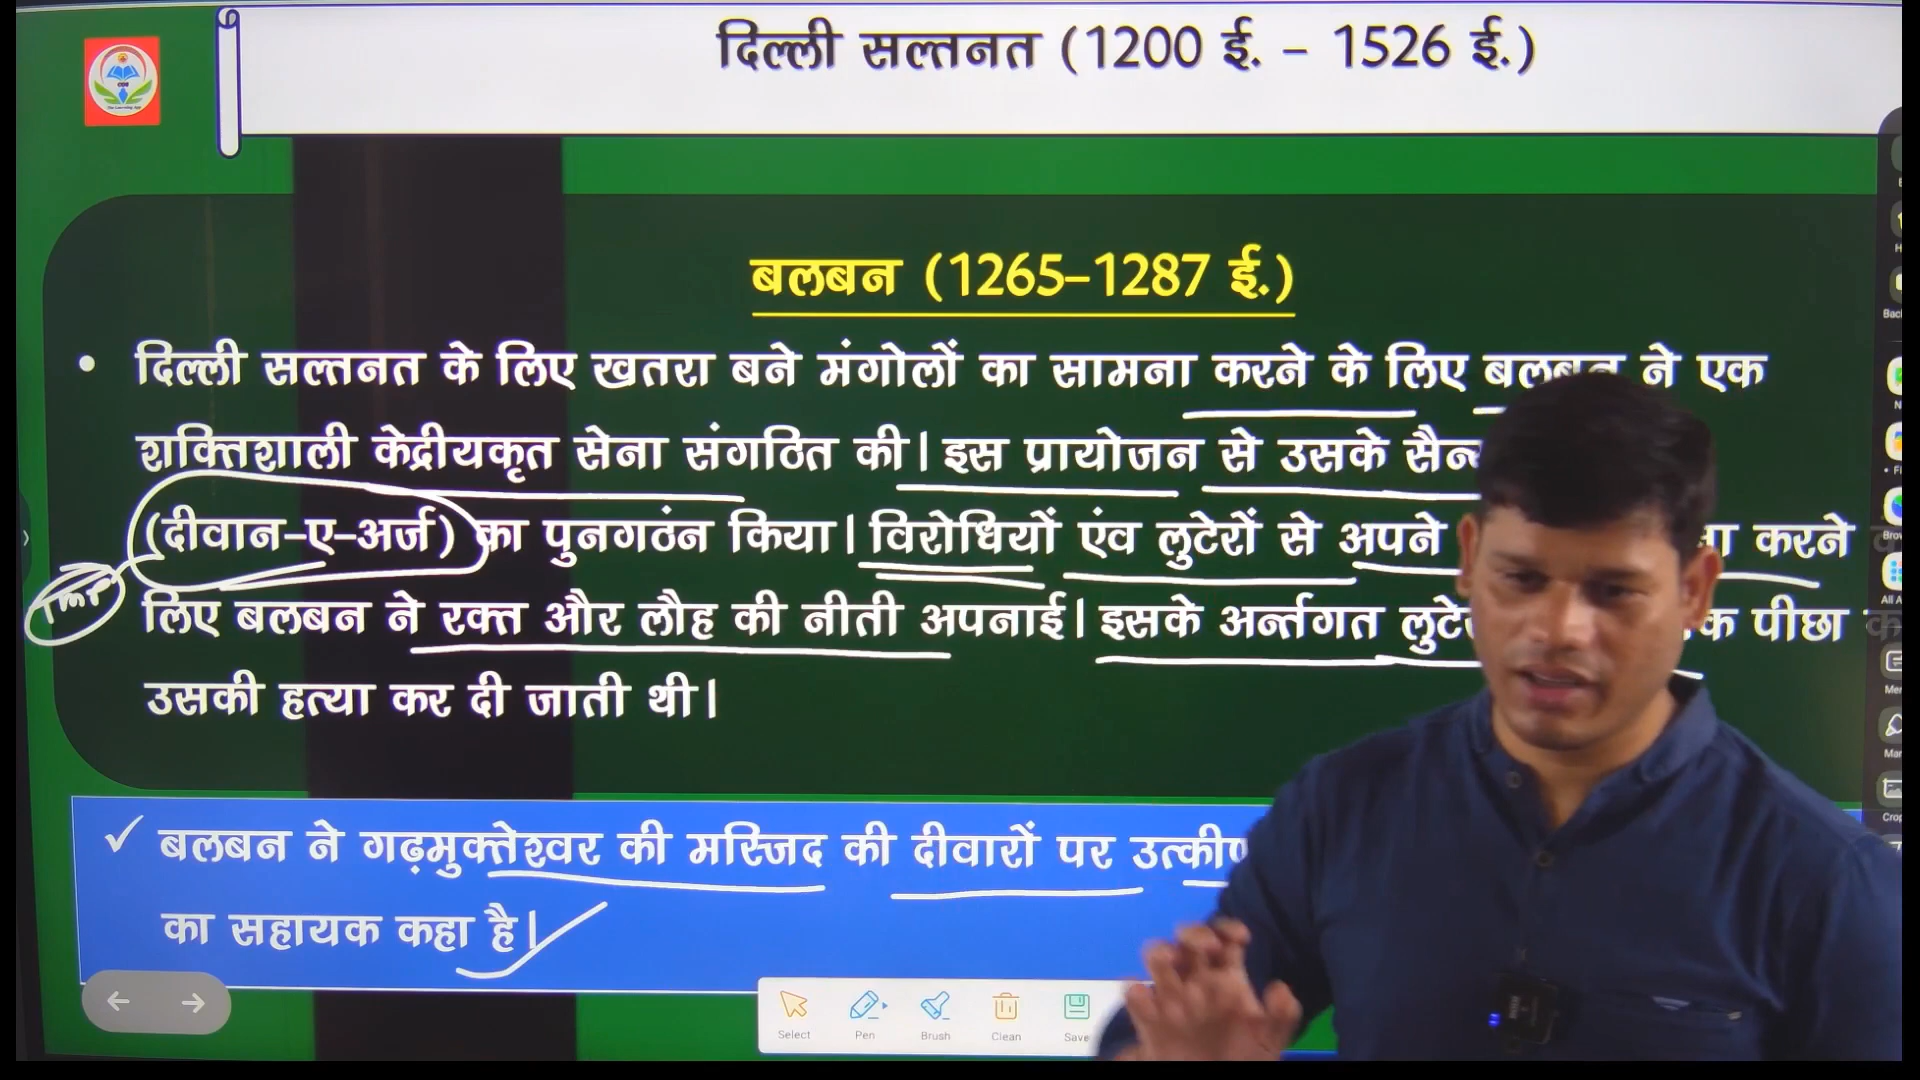 दिल्ली सल्तनत (1200 ई. – 1526 ई.)
बलबन (1265–1287 ई.)
• दिल्ली सल्तनत के लिए खतरा बने मंगोलों का सामना करने के लिए बलबन ने एक
शक्तिशाली केद्रीयकृत सेना संगठित की। इस प्रायोजन से उसके
(दीवान-ए-अर्ज) का पुनगठंन किया। विरोधियों एंव लुटेरों से अपने करने
Imp
लिए बलबन ने रक्त और लौह की नीती अपनाई। इसके अर्न्तगत पीछा
उसकी हत्या कर दी जाती थी।
✓ बलबन ने गढ़मुक्तेश्वर की मस्जिद की दीवारों पर
का सहायक कहा है।
Select Pen Brush Clean Save